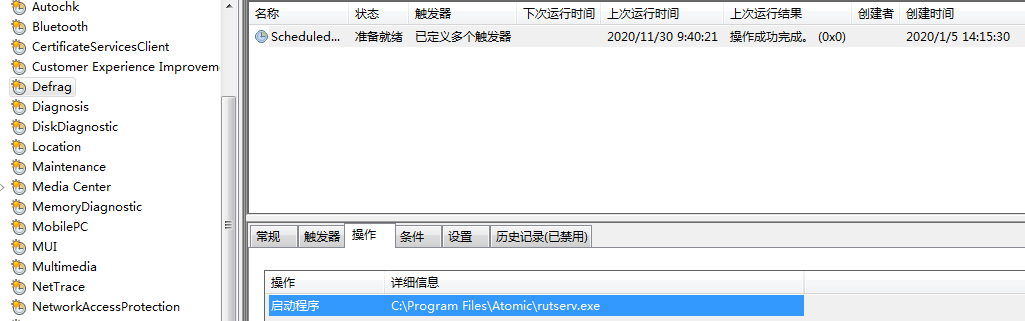 Autochk
Bluetooth
CertificateServicesClient
Customer Experience Improvem
Defrag
Diagnosis
DiskDiagnostic
Location
Maintenance
Media Center
MemoryDiagnostic
MobilePC
MUI
Multimedia
NetTrace
NetworkAccessProtection
名称 状态 触发器 下次运行时间 上次运行时间 上次运行结果 创建者 创建时间
Scheduled... 准备就绪 已定义多个触发器 2020/11/30 9:40:21 操作成功完成。 (0x0) 2020/1/5 14:15:30
常规 触发器 操作 条件 设置 历史记录(已禁用)
操作 详细信息
启动程序 C:\Program Files\Atomic\rutserv.exe